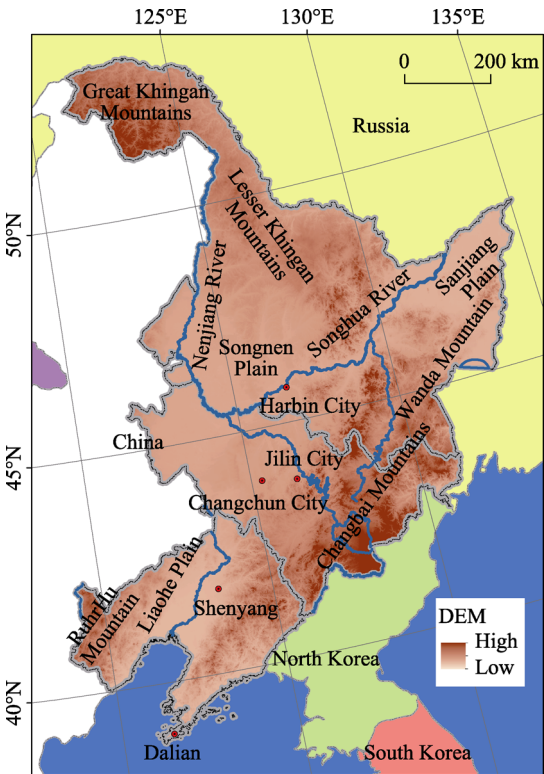 125°E
130°E
135°E
0
200 km
Great Khingan
Mountains
Russia
Lesser Khingan
Mountains
50°N
Sanjiang
Plain
Nenjiang River
Songhua River
Songnen
Plain
Wanda Mountain
Harbin City
China
45°N
Jilin City
Changchun City
Changbai Mountains
Liaohe Plain
RuhrHu
Mountain
Shenyang
DEM
High
Low
North Korea
40°N
Dalian
South Korea